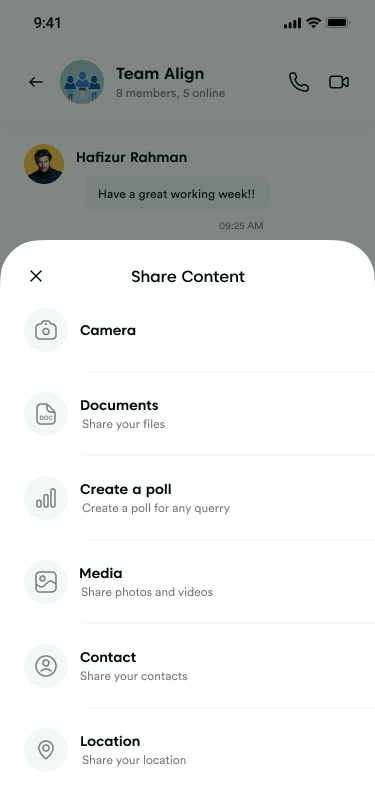 9:41
Team Align
8 members, 5 online
Hafizur Rahman
Have a great working week!!
09:25 AM
Share Content
Camera
Documents
Share your files
DOC
Create a poll
Create a poll for any querry
Media
Share photos and videos
Contact
Share your contacts
Location
Share your location